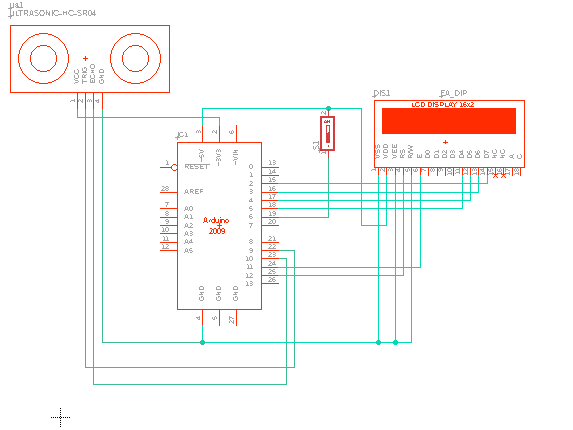 U$1
ULTRASONIC-HC-SR04
VCC
TRIG
ECHO
GND
1
2
3
4
DIS1
EA_DIP
LCD DISPLAY 16x2
VSS
VDD
VEE
RS
R/W
E
D0
D1
D2
D3
D4
D5
D6
D7
NC
NC
A
C
S1
IC1
3
2
6
+5V
+3V3
+VIN
1
RESET
28
AREF
7
A0
8
A1
9
A2
10
A3
11
A4
12
A5
Arduino
2009
13
0
14
1
15
2
16
3
17
4
18
5
19
6
20
7
21
8
22
9
23
10
24
11
25
12
26
13
GND
GND
GND
4
5
27